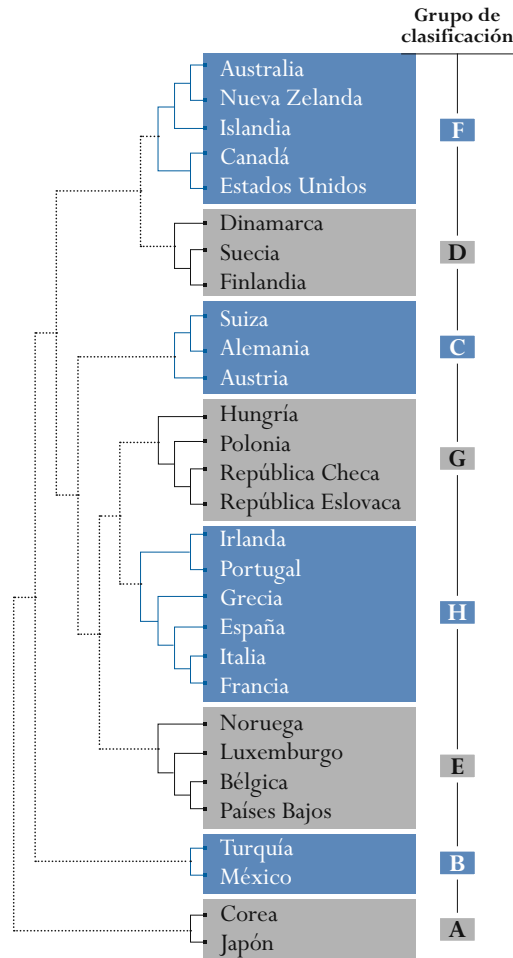 Grupo de
clasificación
Australia
Nueva Zelanda
Islandia
Canadá
Estados Unidos
F
Dinamarca
Suecia
Finlandia
D
Suiza
Alemania
Austria
C
Hungría
Polonia
República Checa
República Eslovaca
G
Irlanda
Portugal
Grecia
España
Italia
Francia
H
Noruega
Luxemburgo
Bélgica
Países Bajos
E
Turquía
México
B
Corea
Japón
A